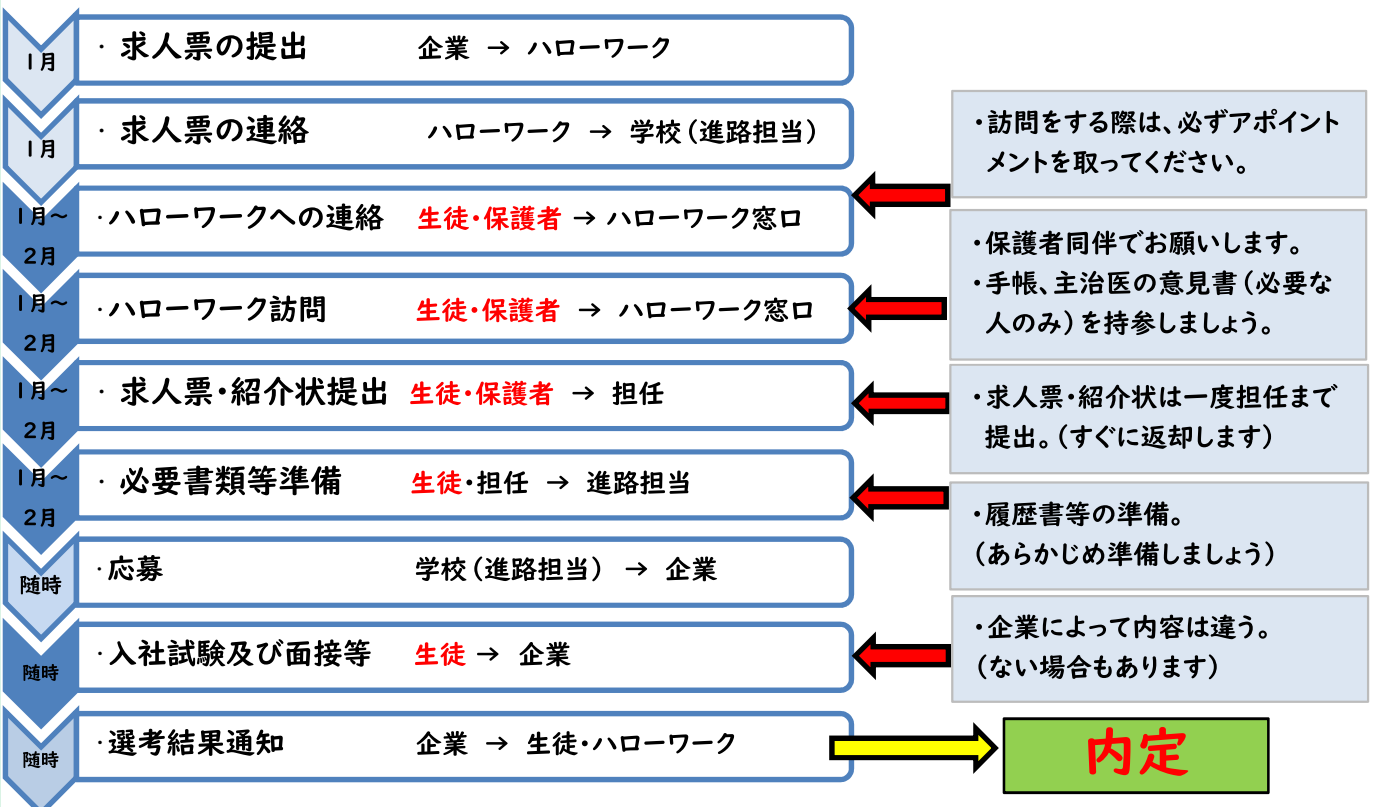 1月
・求人票の提出 企業 → ハローワーク
1月
・求人票の連絡 ハローワーク → 学校(進路担当)
1月～
2月
・ハローワークへの連絡 生徒・保護者 → ハローワーク窓口
1月～
2月
・ハローワーク訪問 生徒・保護者 → ハローワーク窓口
1月～
2月
・求人票・紹介状提出 生徒・保護者 → 担任
1月～
2月
・必要書類等準備 生徒・担任 → 進路担当
随時
・応募 学校(進路担当) → 企業
随時
・入社試験及び面接等 生徒 → 企業
随時
・選考結果通知 企業 → 生徒・ハローワーク
・訪問をする際は、必ずアポイント
メントを取ってください。
・保護者同伴でお願いします。
・手帳、主治医の意見書(必要な
人のみ)を持参しましょう。
・求人票・紹介状は一度担任まで
提出。(すぐに返却します)
・履歴書等の準備。
(あらかじめ準備しましょう)
・企業によって内容は違う。
(ない場合もあります)
内定